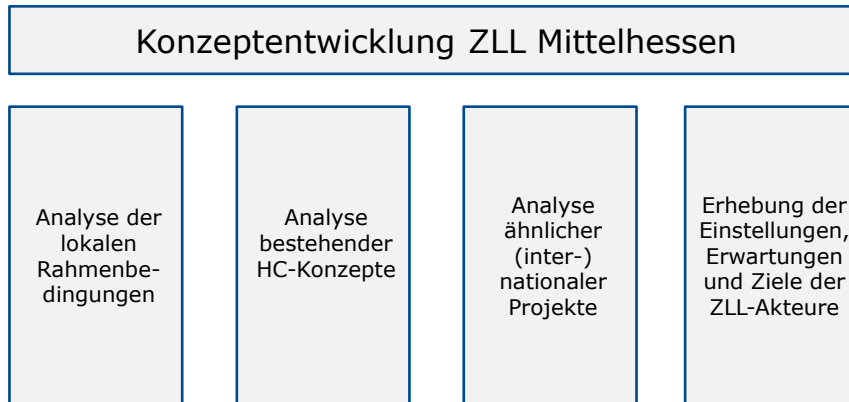 Konzeptentwicklung ZLL Mittelhessen
Analyse der
lokalen
Rahmenbe-
dingungen
Analyse
bestehender
HC-Konzepte
Analyse
ähnlicher
(inter-)
nationaler
Projekte
Erhebung der
Einstellungen,
Erwartungen
und Ziele der
ZLL-Akteure